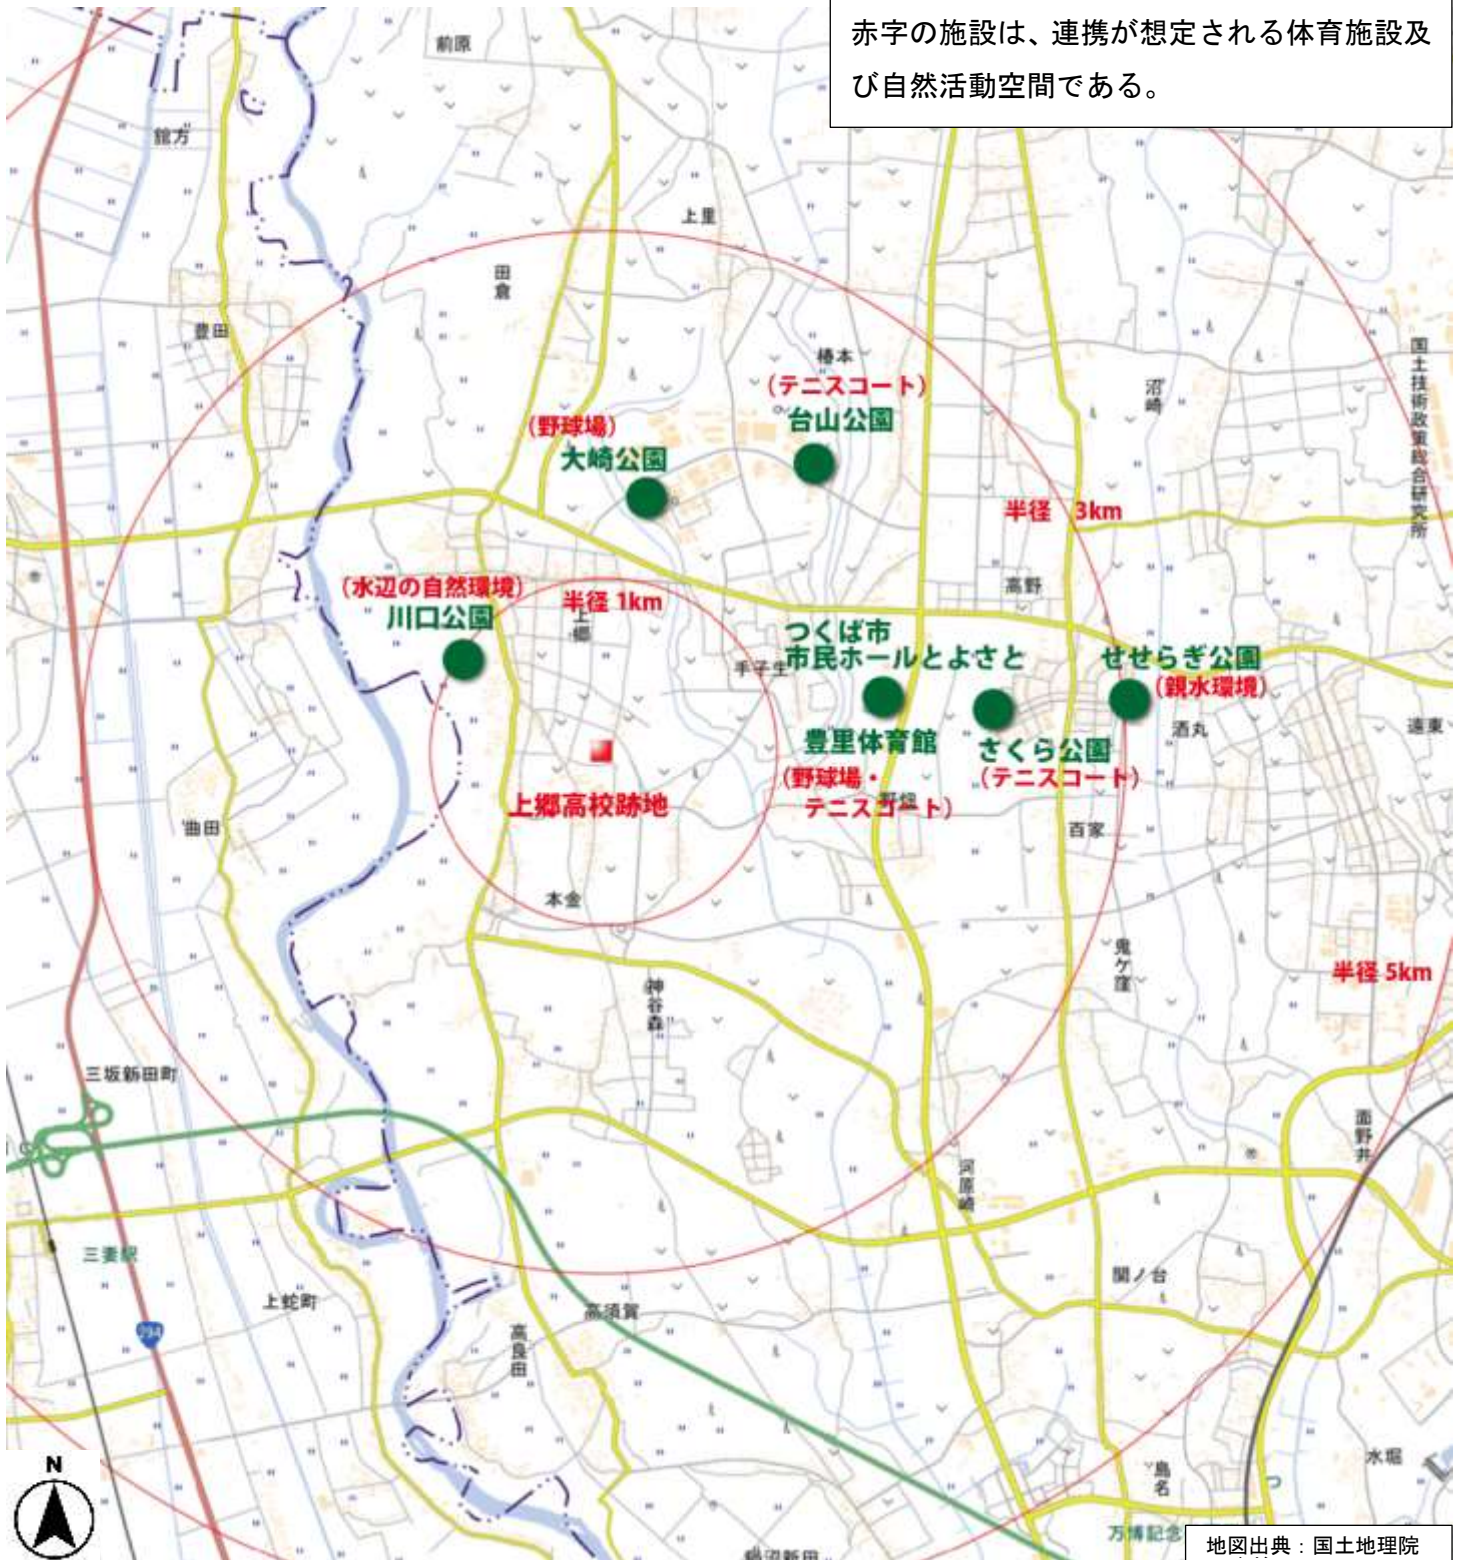 赤字の施設は、連携が想定される体育施設及
び自然活動空間である。
前原
館方
上里
田倉
豊田
椿本
(テニスコート)
台山公園
沼崎
国土技術政策総合研究所
(野球場)
大崎公園
半径 3km
高野
(水辺の自然環境)
川口公園
半径 1km
上郷
手子生
つくば市
市民ホールとよさと
せせらぎ公園
(親水環境)
酒丸
遠東
豊里体育館
(野球場・
テニスコート)
野畑
さくら公園
(テニスコート)
上郷高校跡地
曲田
百家
本金
鬼ケ窪
半径 5km
神谷森
三坂新田町
面野井
河原崎
三妻駅
上蛇町
294
高須賀
高良田
関ノ台
N
島名
水堀
つ
万博記念
鍋沼新田
地図出典：国土地理院